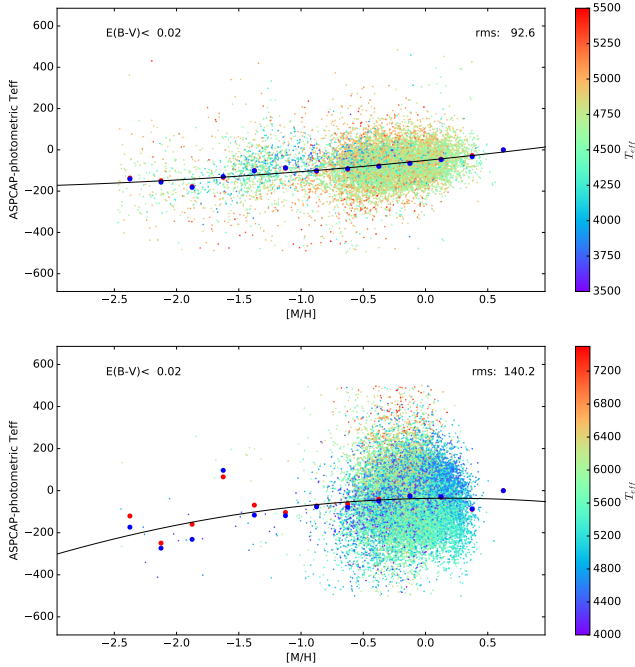 E(B-V)< 0.02
rms: 92.6
600
400
200
0
−200
−400
−600
ASPCAP-photometric Teff
−2.5 −2.0 −1.5 −1.0 −0.5 0.0 0.5
[M/H]
5500
5250
5000
4750
4500
4250
4000
3750
3500
Teff
E(B-V)< 0.02
rms: 140.2
600
400
200
0
−200
−400
−600
ASPCAP-photometric Teff
−2.5 −2.0 −1.5 −1.0 −0.5 0.0 0.5
[M/H]
7200
6800
6400
6000
5600
5200
4800
4400
4000
Teff